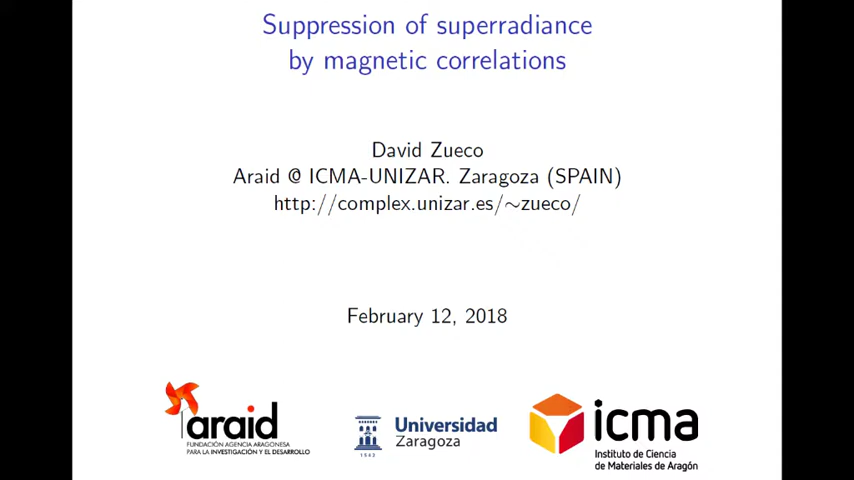 Suppression of superradiance
by magnetic correlations
David Zueco
Araid @ ICMA-UNIZAR. Zaragoza (SPAIN)
http://complex.unizar.es/~zueco/
February 12, 2018
araid
FUNDACIÓN AGENCIA ARAGONESA
PARA LA INVESTIGACIÓN Y EL DESARROLLO
Universidad
Zaragoza
1542
icma
Instituto de Ciencia
de Materiales de Aragón